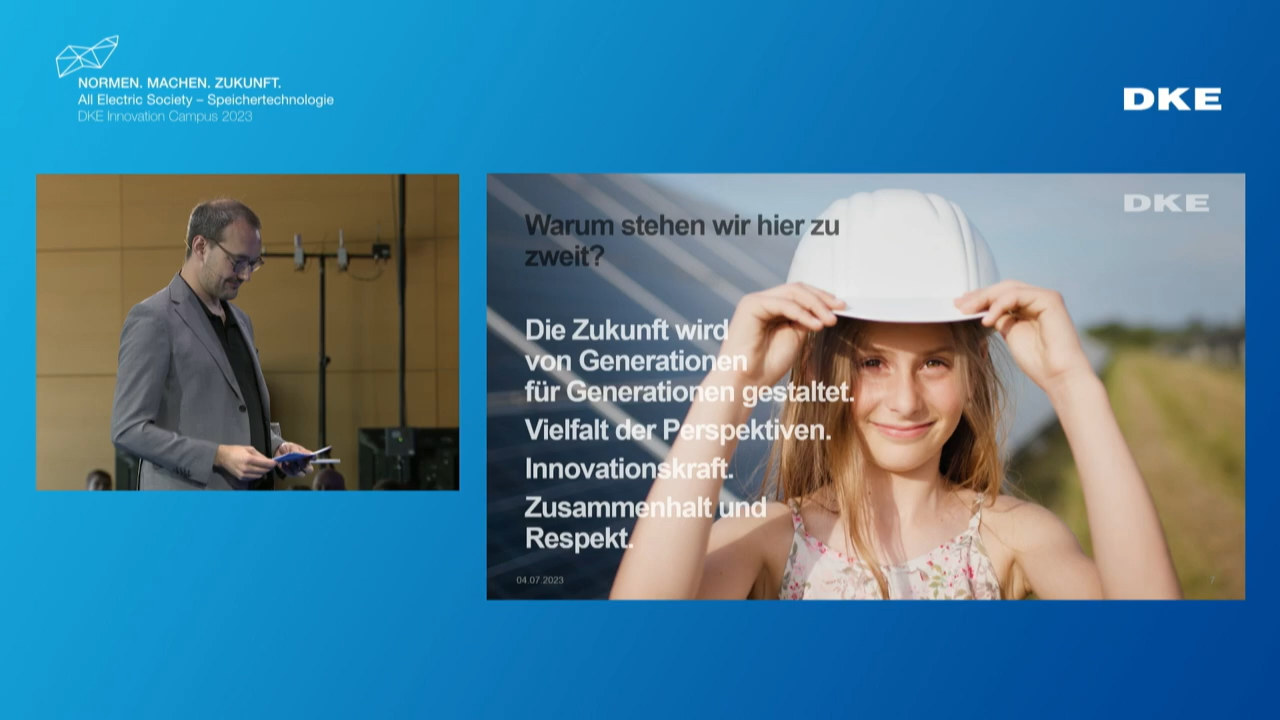 NORMEN. MACHEN. ZUKUNFT.
All Electric Society – Speichertechnologie
DKE Innovation Campus 2023
DKE
DKE
Warum stehen wir hier zu
zweit?
Die Zukunft wird
von Generationen
für Generationen gestaltet.
Vielfalt der Perspektiven.
Innovationskraft.
Zusammenhalt und
Respekt.
04.07.2023
7